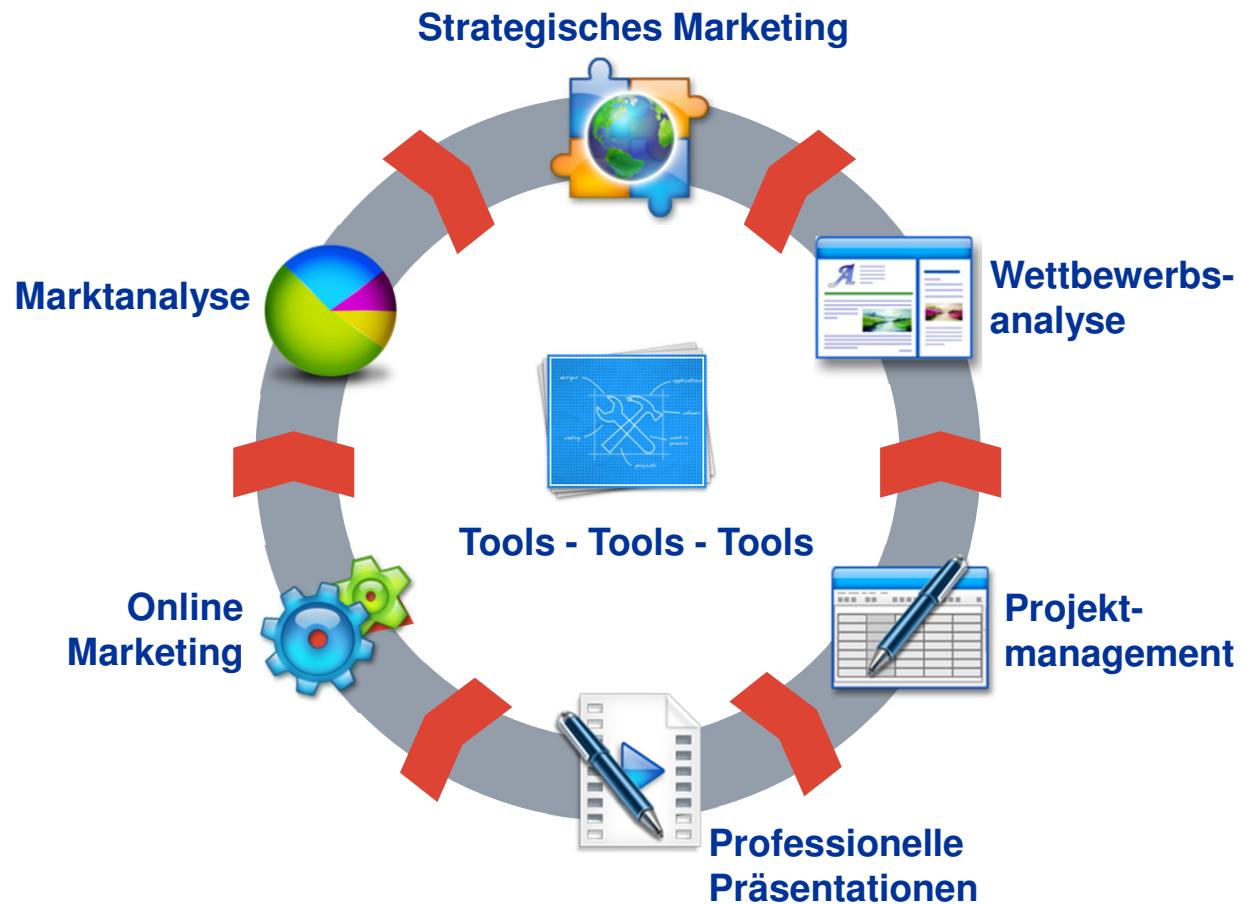 Strategisches Marketing
Marktanalyse
Wettbewerbs-
analyse
Tools - Tools - Tools
Online
Marketing
Projekt-
management
Professionelle
Präsentationen